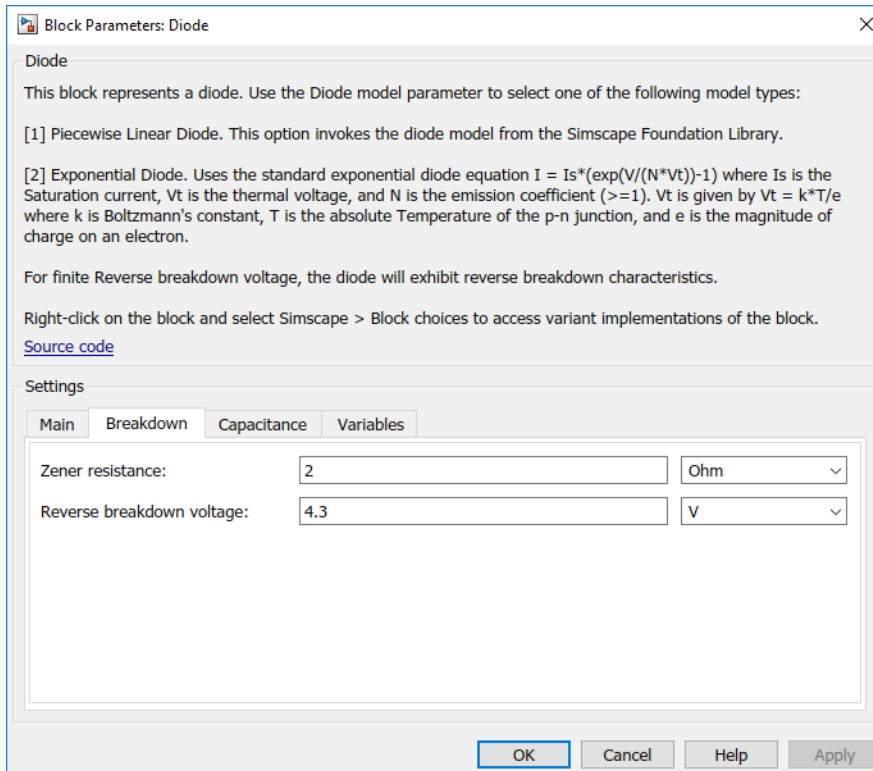 Block Parameters: Diode
Diode
This block represents a diode. Use the Diode model parameter to select one of the following model types:
[1] Piecewise Linear Diode. This option invokes the diode model from the Simscape Foundation Library.
[2] Exponential Diode. Uses the standard exponential diode equation I = Is*(exp(V/(N*Vt))-1) where Is is the
Saturation current, Vt is the thermal voltage, and N is the emission coefficient (>=1). Vt is given by Vt = k*T/e
where k is Boltzmann's constant, T is the absolute Temperature of the p-n junction, and e is the magnitude of
charge on an electron.
For finite Reverse breakdown voltage, the diode will exhibit reverse breakdown characteristics.
Right-click on the block and select Simscape > Block choices to access variant implementations of the block.
Source code
Settings
Main Breakdown Capacitance Variables
Zener resistance: 2 Ohm
Reverse breakdown voltage: 4.3 V
OK Cancel Help Apply